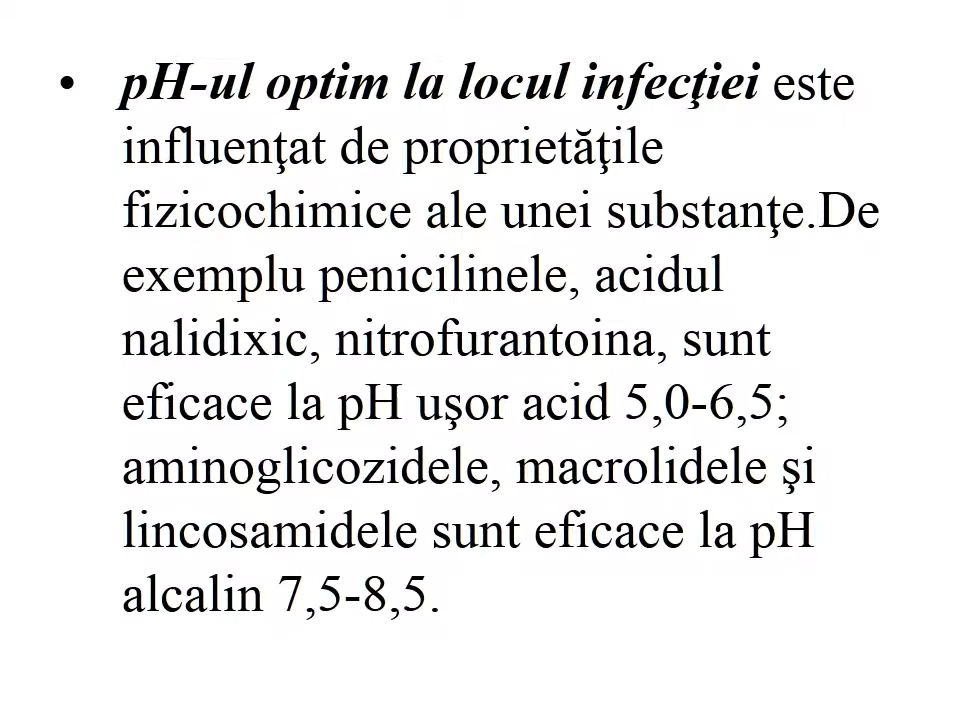 • pH-ul optim la locul infecţiei este
influenţat de proprietăţile
fizicochimice ale unei substanţe.De
exemplu penicilinele, acidul
nalidixic, nitrofurantoina, sunt
eficace la pH uşor acid 5,0-6,5;
aminoglicozidele, macrolidele şi
lincosamidele sunt eficace la pH
alcalin 7,5-8,5.